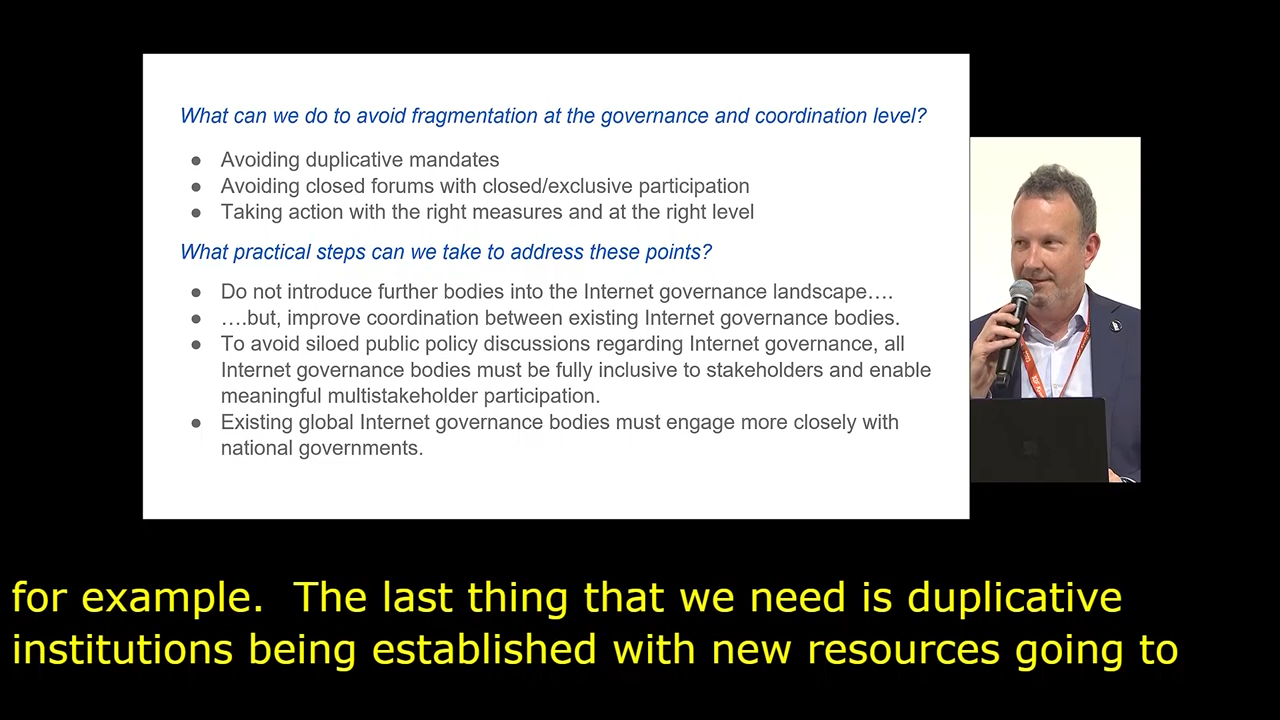 What can we do to avoid fragmentation at the governance and coordination level?
● Avoiding duplicative mandates
● Avoiding closed forums with closed/exclusive participation
● Taking action with the right measures and at the right level
What practical steps can we take to address these points?
● Do not introduce further bodies into the Internet governance landscape….
● ….but, improve coordination between existing Internet governance bodies.
● To avoid siloed public policy discussions regarding Internet governance, all
Internet governance bodies must be fully inclusive to stakeholders and enable
meaningful multistakeholder participation.
● Existing global Internet governance bodies must engage more closely with
national governments.
for example.  The last thing that we need is duplicative
institutions being established with new resources going to